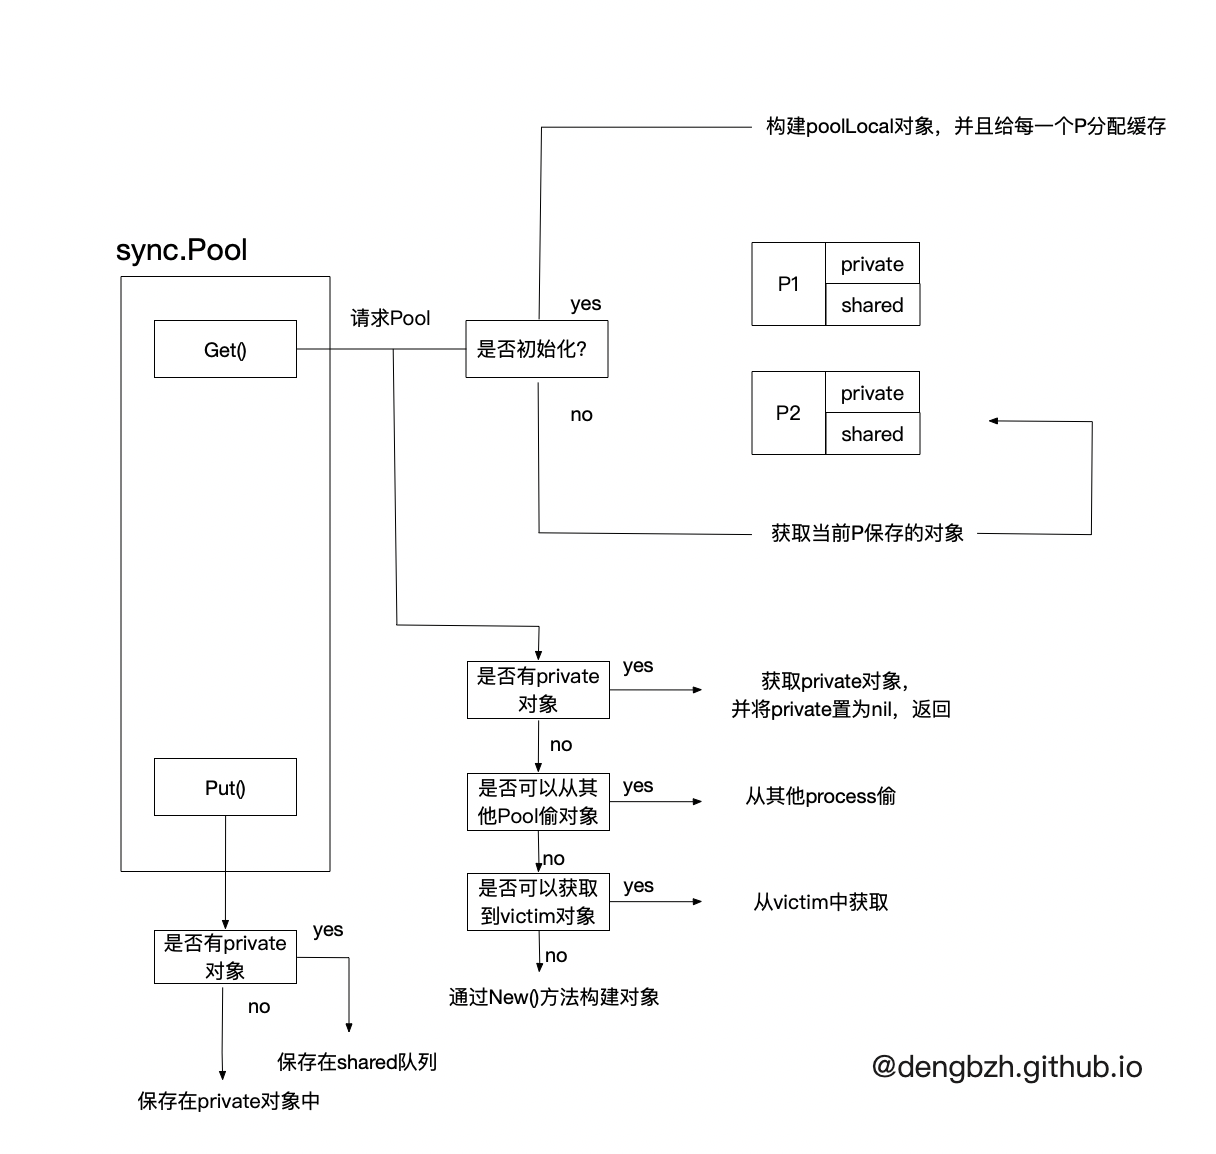 构建poolLocal对象，并且给每一个P分配缓存
sync.Pool
P1
private
shared
请求Pool
yes
Get()
是否初始化?
no
P2
private
shared
获取当前P保存的对象
是否有private
对象
yes
获取private对象，
并将private置为nil，返回
no
Put()
是否可以从其
他Pool偷对象
yes
从其他process偷
no
是否可以获取
到victim对象
yes
从victim中获取
no
通过New()方法构建对象
是否有private
对象
yes
no
保存在shared队列
保存在private对象中
@dengbzh.github.io